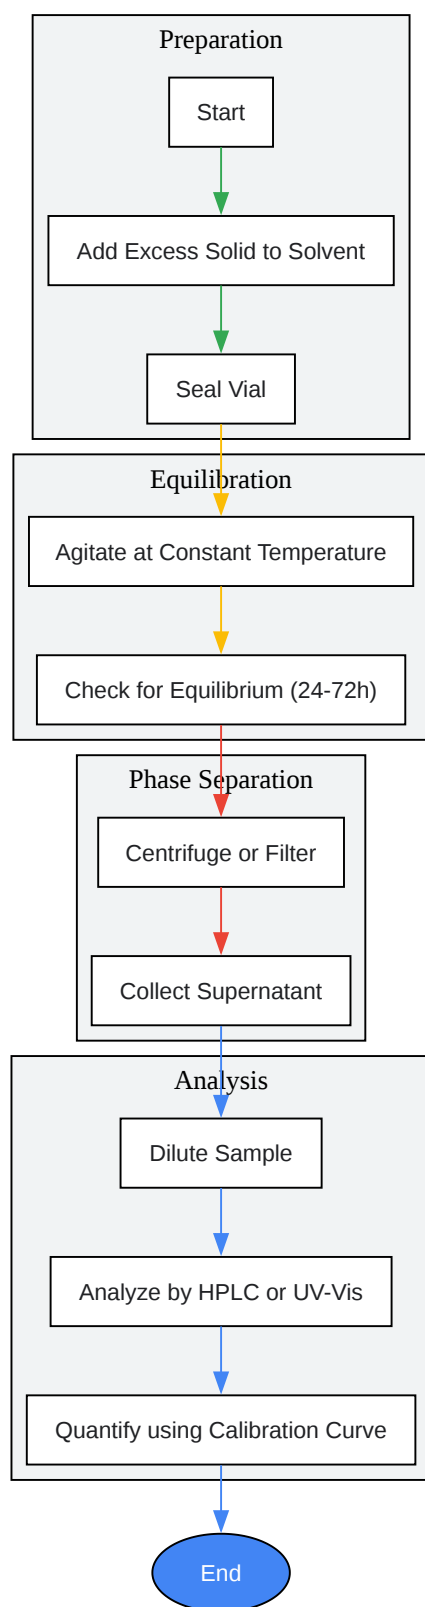 Preparation
Start
Add Excess Solid to Solvent
Seal Vial
Equilibration
Agitate at Constant Temperature
Check for Equilibrium (24-72h)
Phase Separation
Centrifuge or Filter
Collect Supernatant
Analysis
Dilute Sample
Analyze by HPLC or UV-Vis
Quantify using Calibration Curve
End